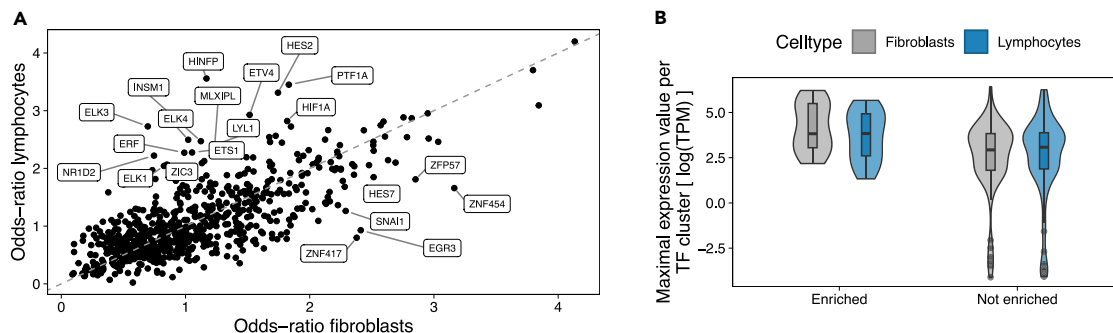 A
Odds-ratio lymphocytes
4
3
2
1
0
HES2
HINFP
ETV4
PTF1A
INSM1
MLXIPL
HIF1A
ELK3
ELK4
LYL1
ERF
ETS1
ZFP57
NR1D2
ELK1
ZIC3
HES7
ZNF454
SNAI1
ZNF417
EGR3
0
1
2
3
4
Odds-ratio fibroblasts
B
Celltype Fibroblasts Lymphocytes
Maximal expression value per
TF cluster [ log(TPM) ]
5.0
2.5
0.0
-2.5
Enriched
Not enriched